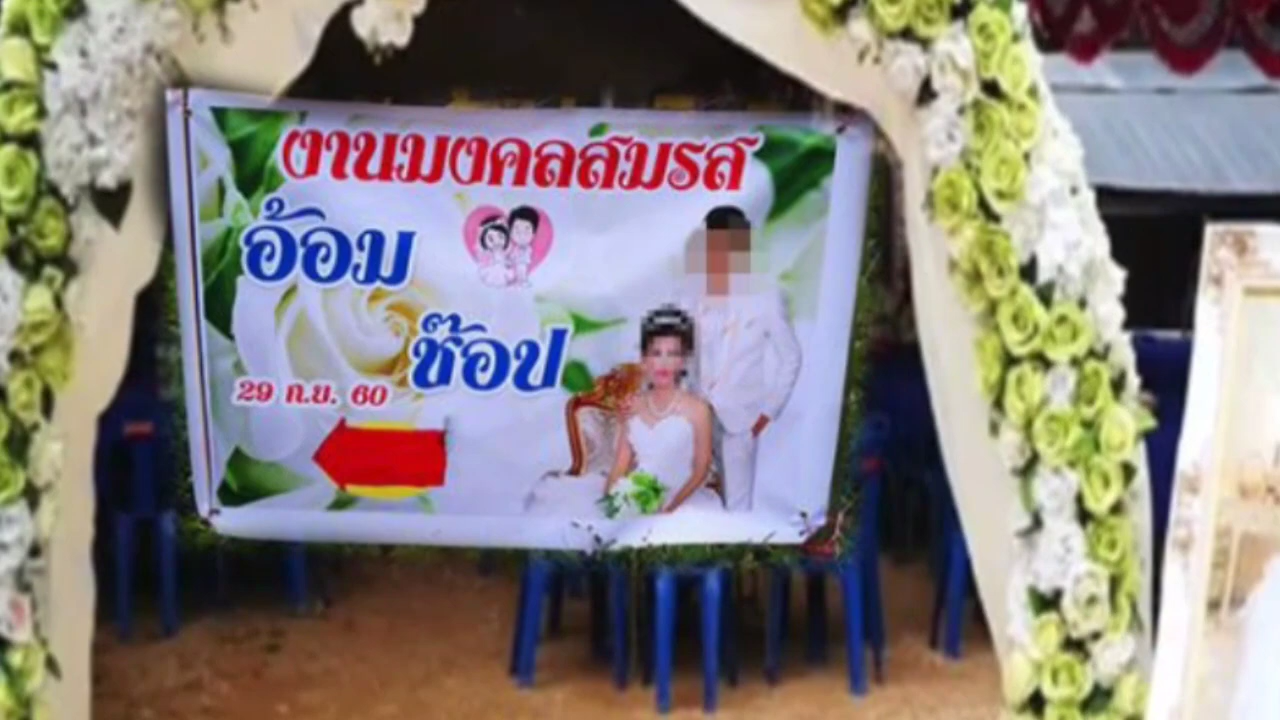 งานมงคลสมรส
อ้อม
ช๊อป
29 ก.ย. 60